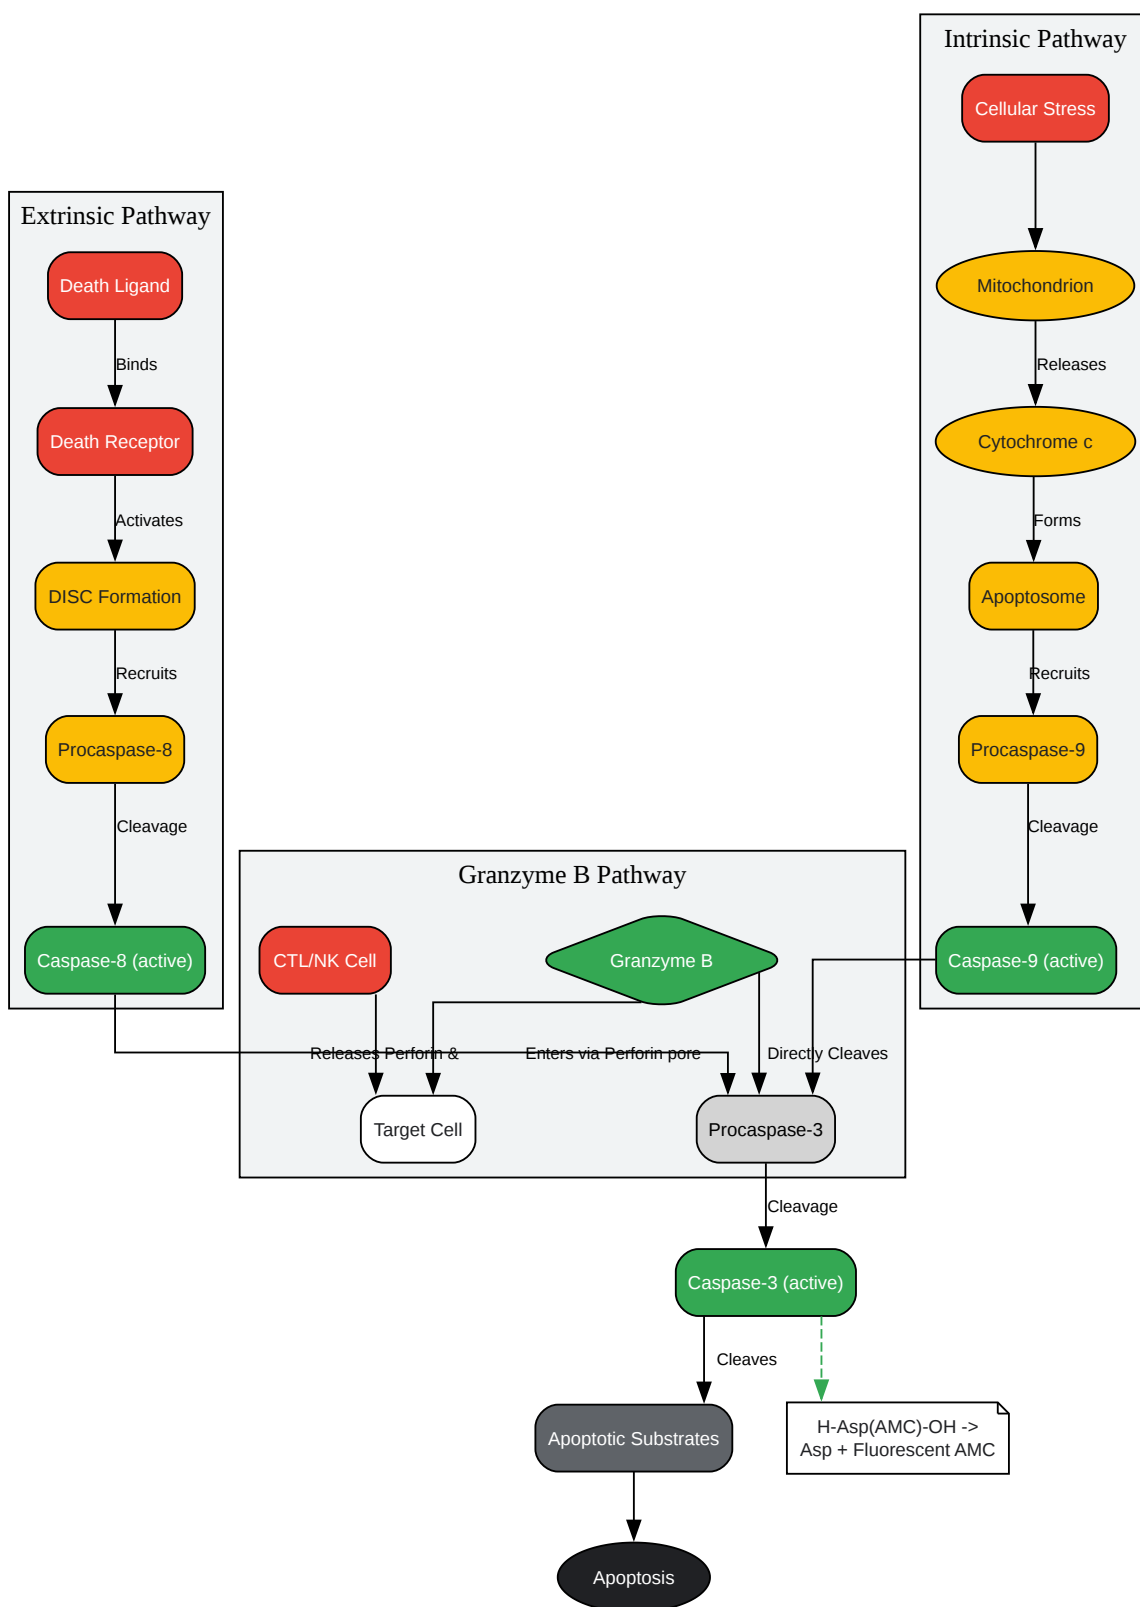 Intrinsic Pathway
Cellular Stress
Extrinsic Pathway
Death Ligand
Mitochondrion
Binds
Releases
Death Receptor
Cytochrome c
Activates
Forms
DISC Formation
Apoptosome
Recruits
Recruits
Procaspase-8
Procaspase-9
Cleavage
Cleavage
Granzyme B Pathway
Caspase-8 (active)
CTL/NK Cell
Granzyme B
Caspase-9 (active)
Releases Perforin &
Enters via Perforin pore
Directly Cleaves
Target Cell
Procaspase-3
Cleavage
Caspase-3 (active)
Cleaves
Apoptotic Substrates
H-Asp(AMC)-OH ->
Asp + Fluorescent AMC
Apoptosis